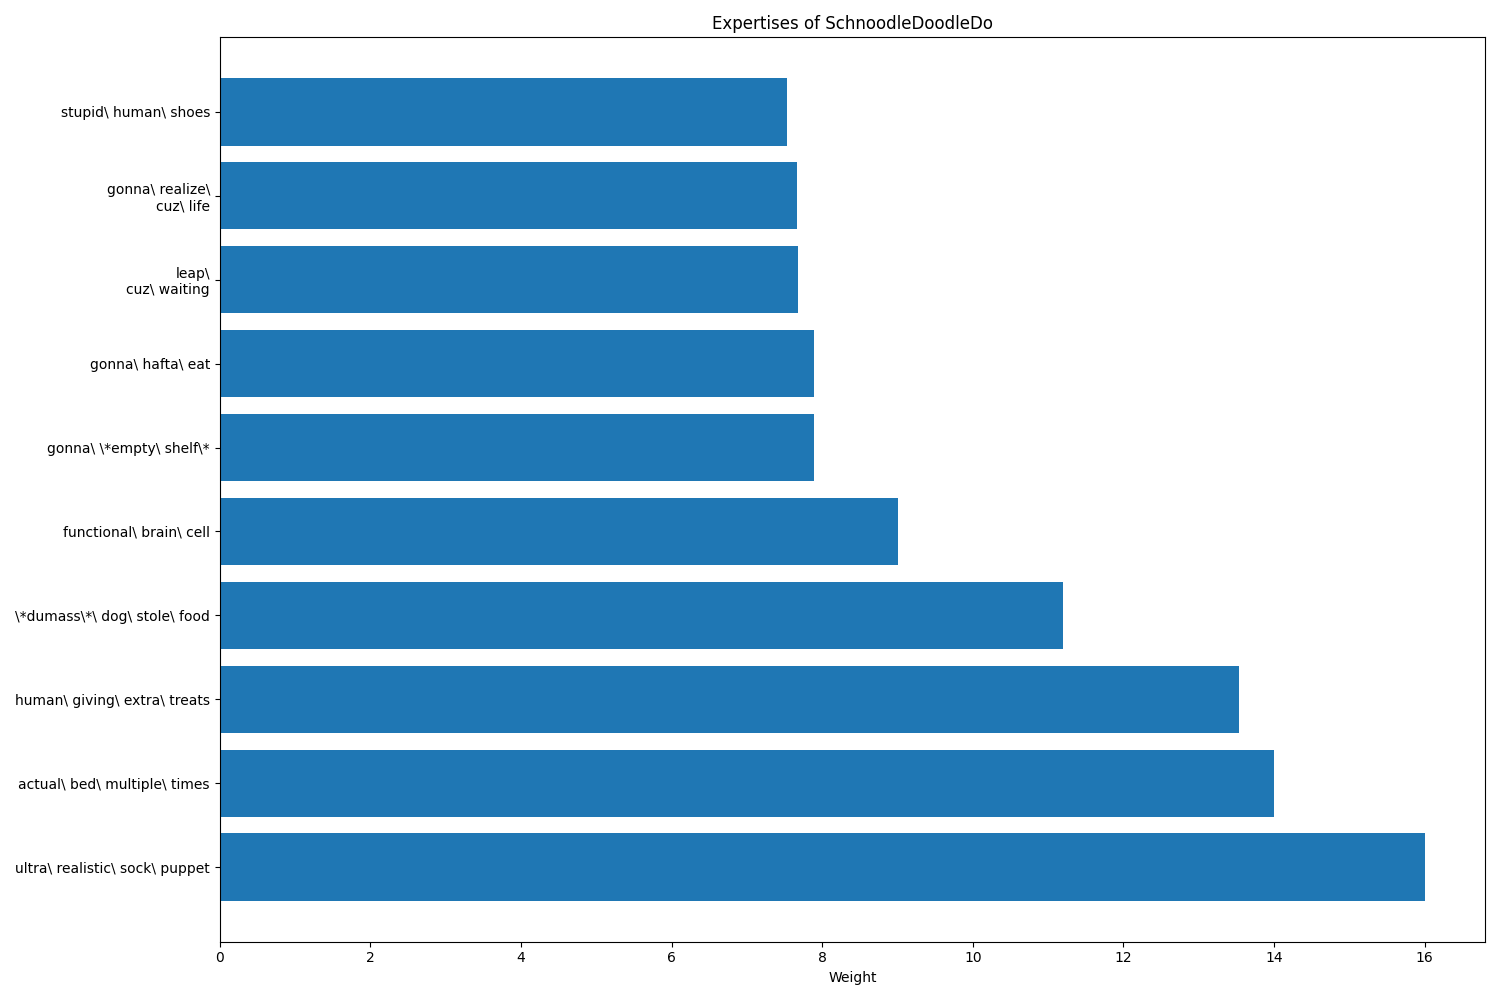 Expertises of SchnoodleDoodleDo
stupid\ human\ shoes
gonna\ realize\
cuz\ life
leap\
cuz\ waiting
gonna\ hafta\ eat
gonna\ \*empty\ shelf\*
functional\ brain\ cell
\*dumass\*\ dog\ stole\ food
human\ giving\ extra\ treats
actual\ bed\ multiple\ times
ultra\ realistic\ sock\ puppet
0 2 4 6 8 10 12 14 16
Weight